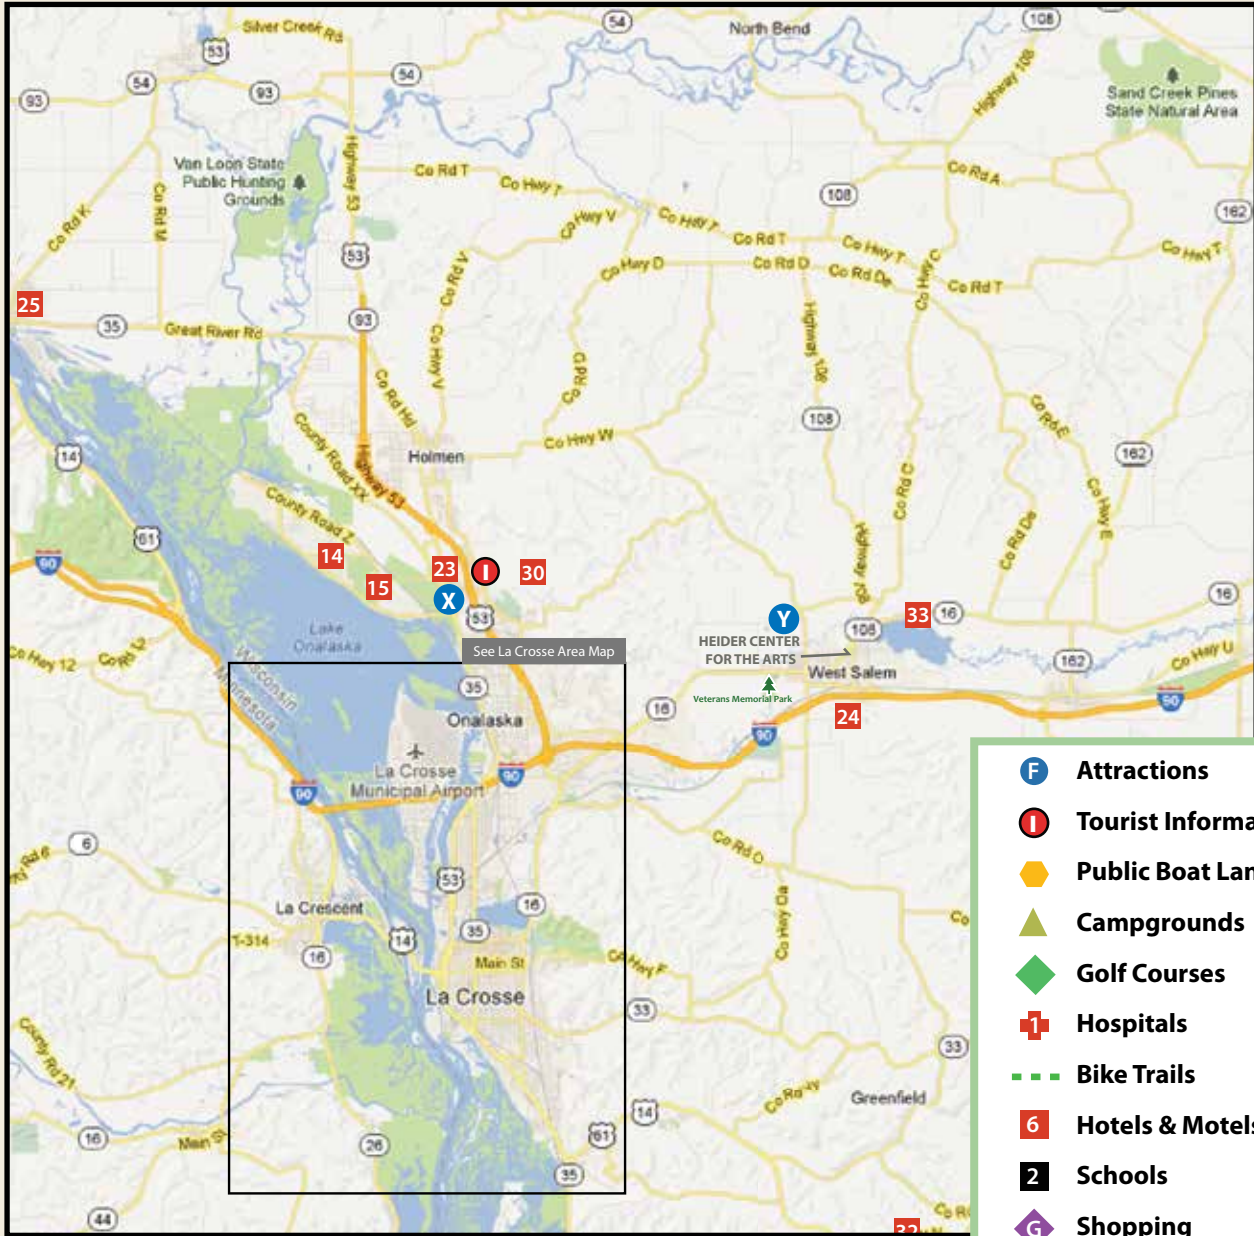 54
108
Silver Creek Rd
North Bend
53
54
54
93
93
Sand Creek Pines
State Natural Area
Highway 108
Van Loon State
Public Hunting
Grounds
Highway 53
Co Rd T
Co Hwy T
Co Rd A
108
162
Co Rd K
Co Rd M
Co Hwy V
Co Hwy T
Co Rd T
Co Hwy T
Co Hwy T
53
Co Rd V
Co Hwy D
Co Rd D
Co Rd De
Co Hwy C
Co Rd T
25
35
Great River Rd
93
Co Hwy V
Highway 108
Co Rd Hd
108
Co Rd E
County Road XX
Highway 53
Holmen
Co Hwy W
162
14
Co Rd C
Co Hwy E
County Road Z
61
Highway 108
Co Rd De
90
14
15
23
I
30
X
53
Y
33
16
16
108
Lake
Onalaska
HEIDER CENTER
FOR THE ARTS
See La Crosse Area Map
Co Hwy 12
Co Rd 12
Wisconsin
Minnesota
West Salem
162
Co Hwy U
35
Veterans Memorial Park
16
24
90
90
Onalaska
La Crosse
Municipal Airport
90
90
6
Co Rd O
53
La Crescent
16
Co Hwy Oa
T-314
16
14
35
Main St
La Crosse
33
33
County Rd 21
Greenfield
14
16
Main St
26
61
35
44
32
F Attractions
I Tourist Informa
Public Boat Lan
Campgrounds
Golf Courses
1 Hospitals
Bike Trails
6 Hotels & Motels
2 Schools
G Shopping